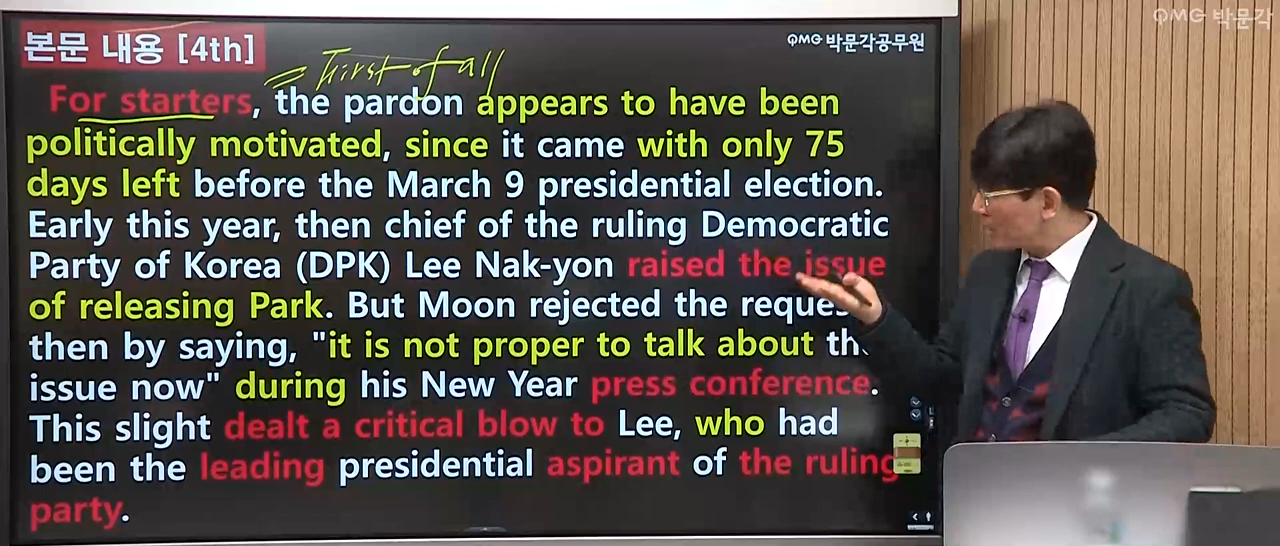 PMG 박문각
본문 내용 [4th]
PMG 박문각공무원
= First of all
For starters, the pardon appears to have been
politically motivated, since it came with only 75
days left before the March 9 presidential election.
Early this year, then chief of the ruling Democratic
Party of Korea (DPK) Lee Nak-yon raised the issue
of releasing Park. But Moon rejected the reques
then by saying, "it is not proper to talk about th
issue now" during his New Year press conference.
This slight dealt a critical blow to Lee, who had
been the leading presidential aspirant of the ruling
party.